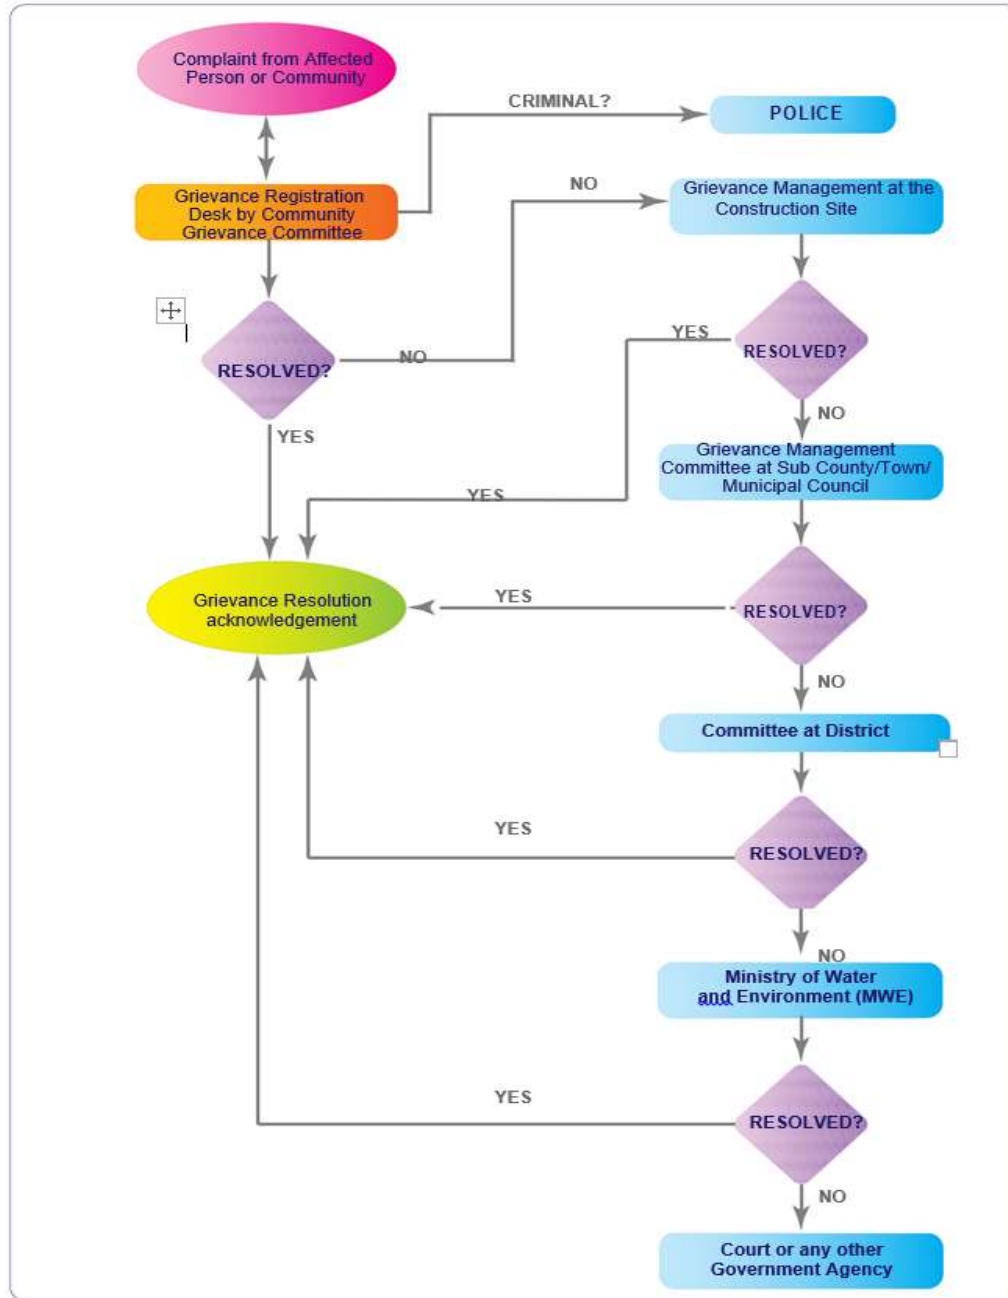 Complaint from Affected
Person or Community
CRIMINAL?
POLICE
Grievance Registration
Desk by Community
Grievance Committee
NO
Grievance Management at the
Construction Site
RESOLVED?
NO
YES
RESOLVED?
YES
NO
Grievance Management
Committee at Sub County/Town/
Municipal Council
YES
Grievance Resolution
acknowledgement
YES
RESOLVED?
NO
Committee at District
YES
RESOLVED?
NO
Ministry of Water
and Environment (MWE)
YES
RESOLVED?
NO
Court or any other
Government Agency